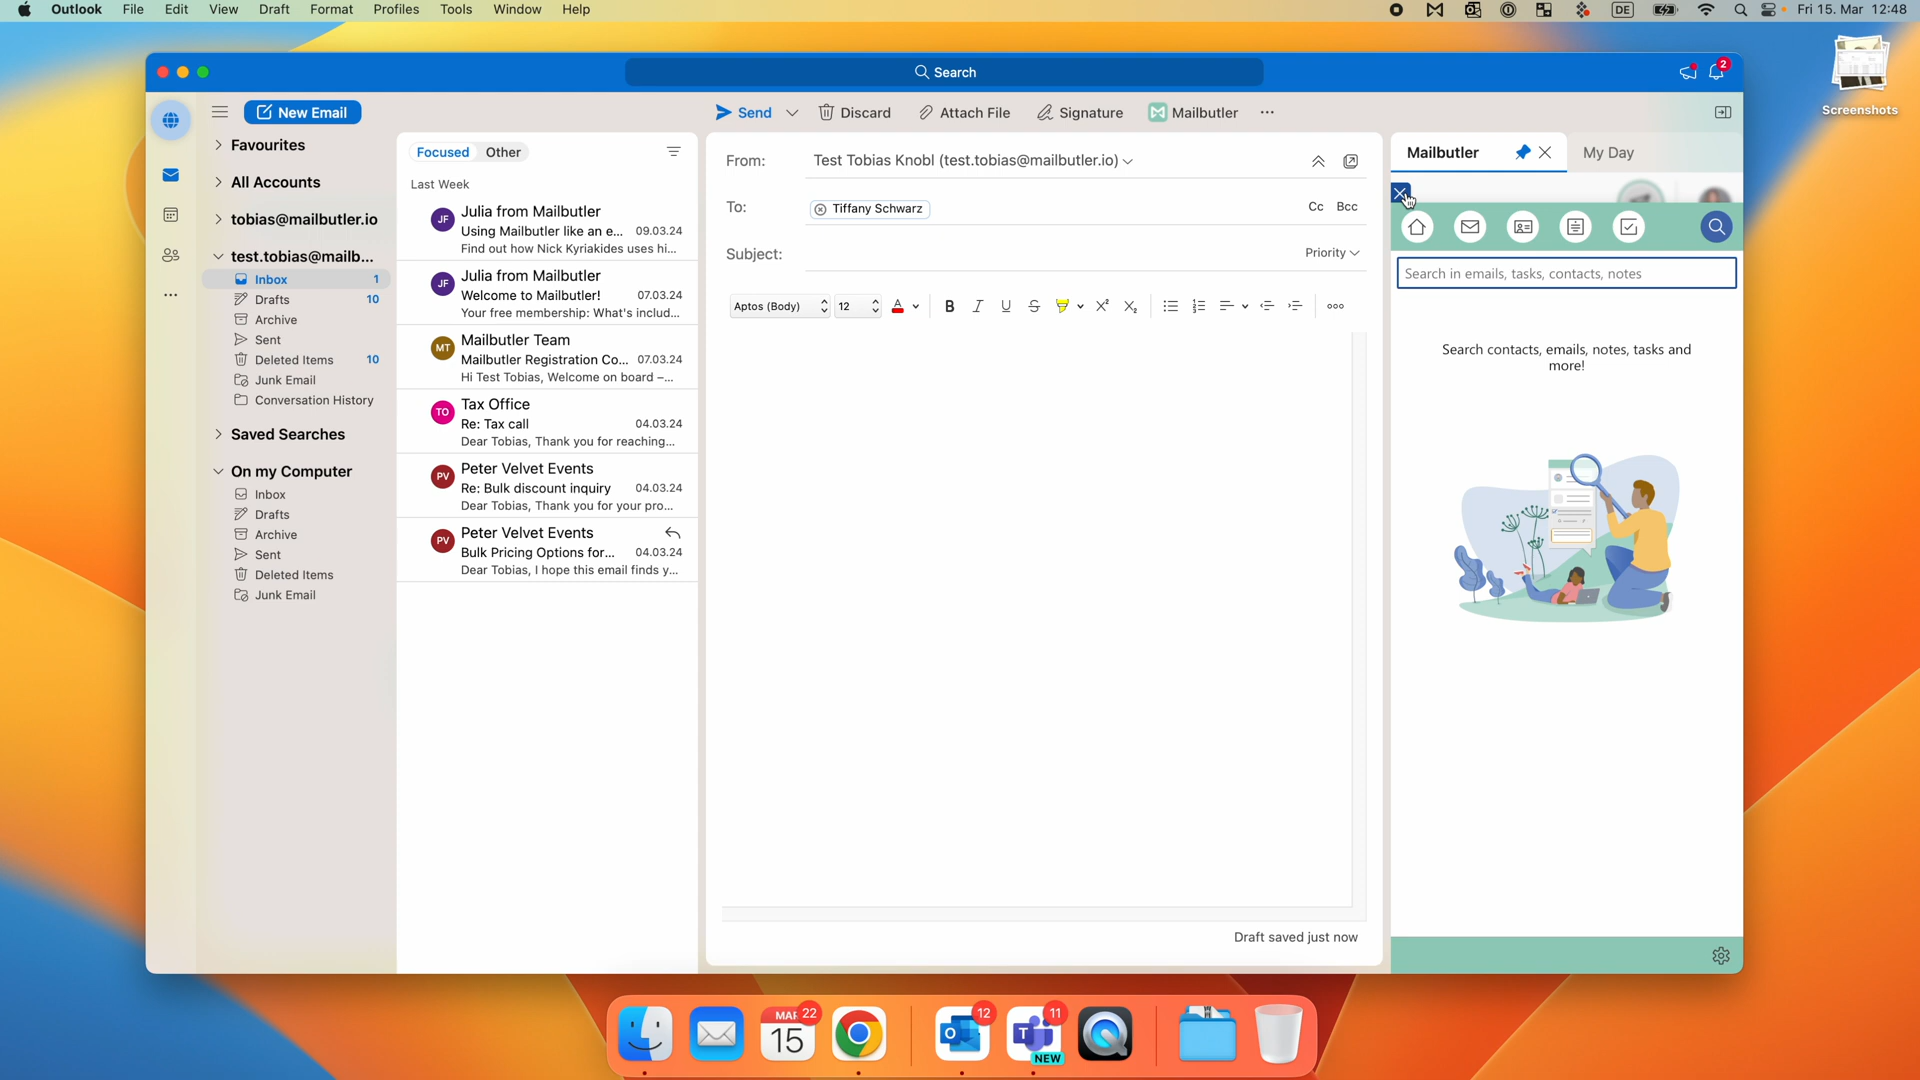 Outlook File Edit View Draft Format Profiles Tools Window Help
DE Fri 15. Mar 12:48
Screenshots
Search
2
New Email
Send Discard Attach File Signature Mailbutler
Favourites
All Accounts
tobias@mailbutler.io
test.tobias@mailb...
Inbox 1
Drafts 10
Archive
Sent
Deleted Items 10
Junk Email
Conversation History
Saved Searches
On my Computer
Inbox
Drafts
Archive
Sent
Deleted Items
Junk Email
Focused Other
Last Week
JF
Julia from Mailbutler
Using Mailbutler like an e... 09.03.24
Find out how Nick Kyriakides uses hi...
JF
Julia from Mailbutler
Welcome to Mailbutler! 07.03.24
Your free membership: What's includ...
MT
Mailbutler Team
Mailbutler Registration Co... 07.03.24
Hi Test Tobias, Welcome on board –...
TO
Tax Office
Re: Tax call 04.03.24
Dear Tobias, Thank you for reaching...
PV
Peter Velvet Events
Re: Bulk discount inquiry 04.03.24
Dear Tobias, Thank you for your pro...
PV
Peter Velvet Events
Bulk Pricing Options for... 04.03.24
Dear Tobias, I hope this email finds y...
From: Test Tobias Knobl (test.tobias@mailbutler.io)
To: Tiffany Schwarz Cc Bcc
Subject: Priority
Aptos (Body) 12 A B I U S X² X₂
Draft saved just now
Mailbutler My Day
Search in emails, tasks, contacts, notes
Search contacts, emails, notes, tasks and
more!
MAR 22
15
O 12
T 11
NEW